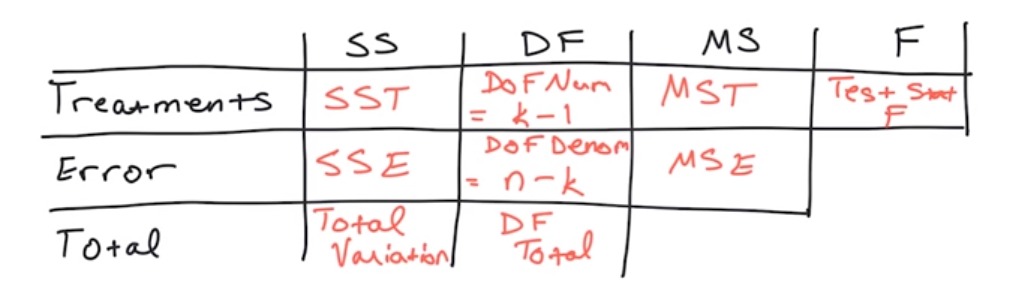 SS DF MS F
Treatments SST DoF Num = k-1 MST Test Stat F
Error SSE DoF Denom = n-k MSE
Total Total Variation DF Total